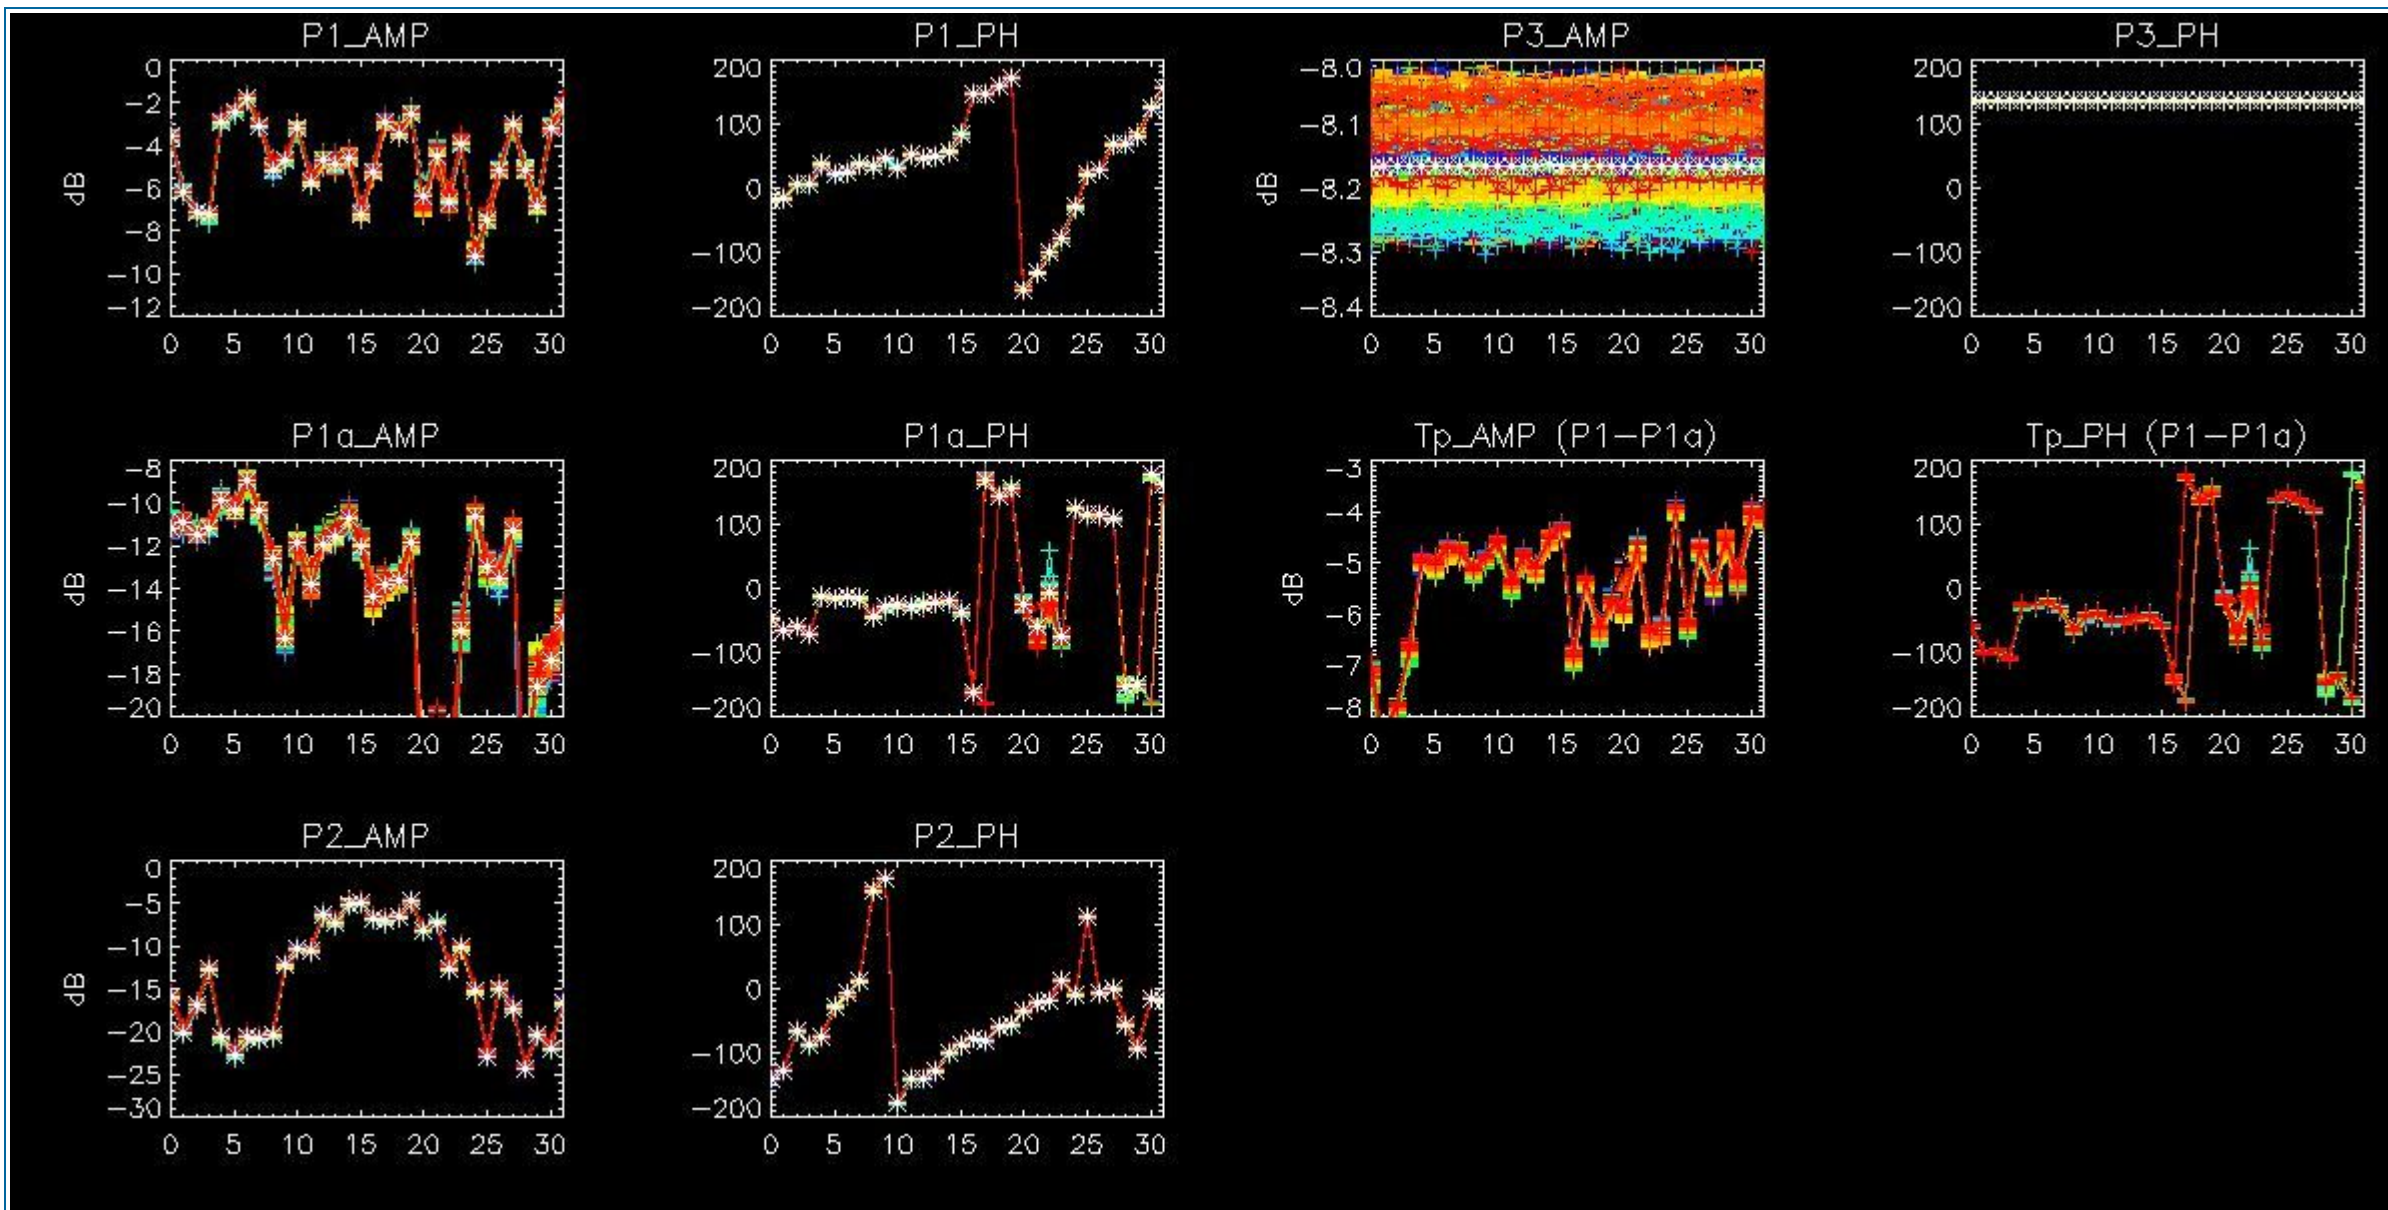 P1_AMP P1_PH P3_AMP P3_PH
0 200 −8.0 200
−2
100 −8.1 100
−4
dB 0 dB −8.2 0
−6
−8
−100 −8.3 −100
−10
−12 −200 −8.4 −200
0 5 10 15 20 25 30 0 5 10 15 20 25 30 0 5 10 15 20 25 30 0 5 10 15 20 25 30
P1a_AMP P1a_PH Tp_AMP (P1−P1a) Tp_PH (P1−P1a)
−8 200 −3 200
−10 100 −4 100
−12
dB 0 dB −5 0
−14
−6
−16 −100 −100
−7
−18
−20 −200 −8 −200
0 5 10 15 20 25 30 0 5 10 15 20 25 30 0 5 10 15 20 25 30 0 5 10 15 20 25 30
P2_AMP P2_PH
0 200
−5
100
−10
dB −15 0
−20
−100
−25
−30 −200
0 5 10 15 20 25 30 0 5 10 15 20 25 30